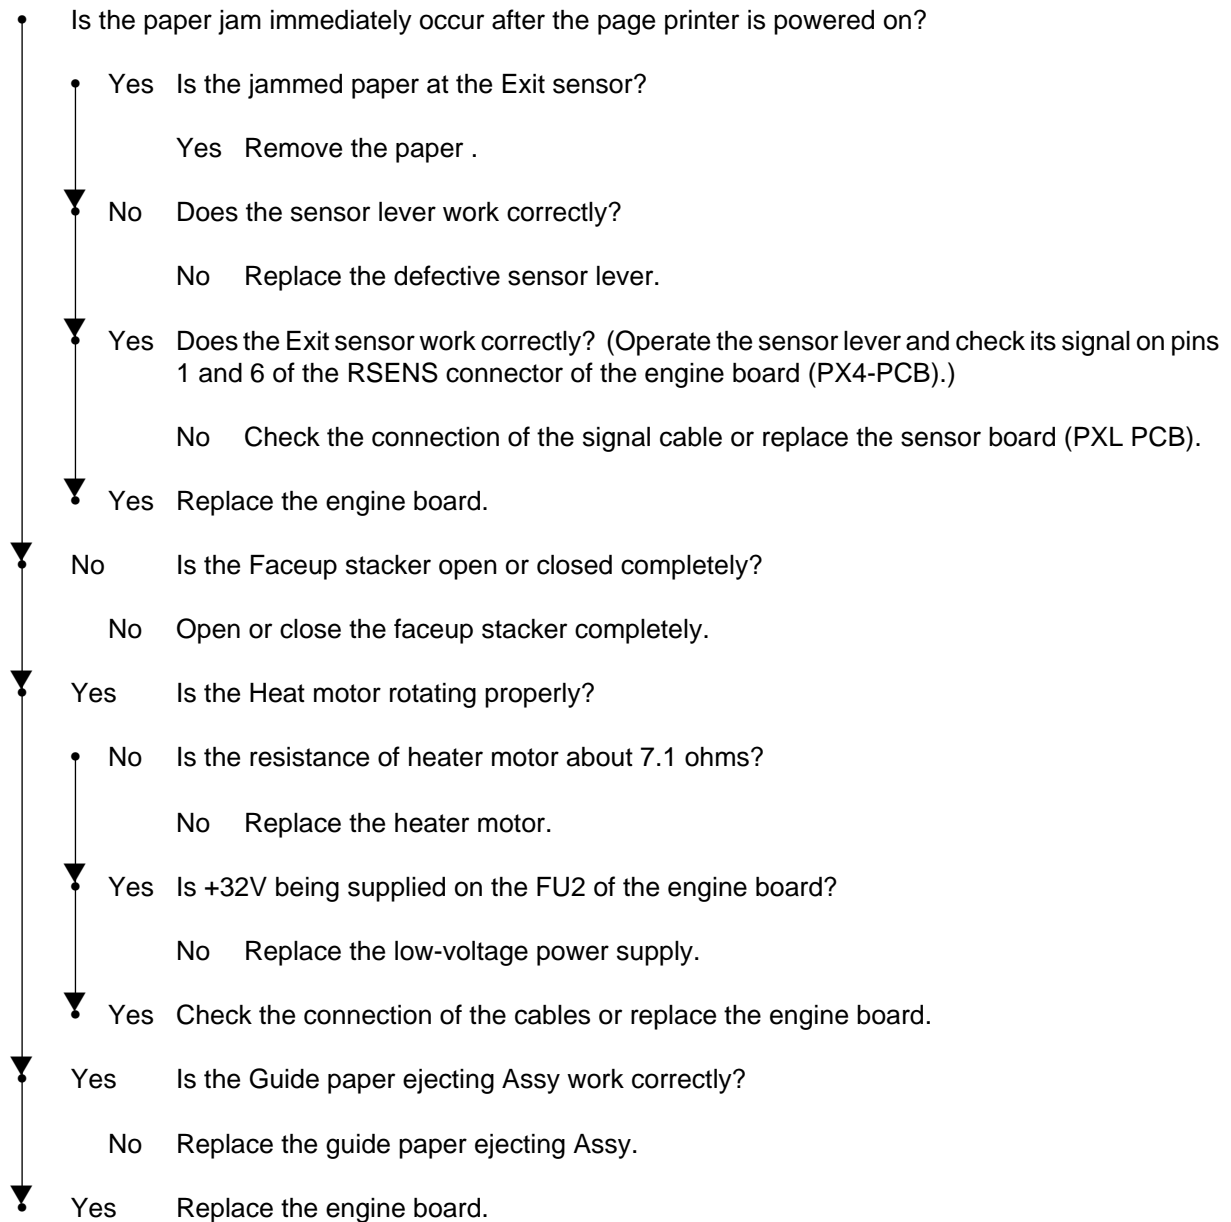 Is the paper jam immediately occur after the page printer is powered on?
Yes Is the jammed paper at the Exit sensor?
Yes Remove the paper .
No Does the sensor lever work correctly?
No Replace the defective sensor lever.
Yes Does the Exit sensor work correctly? (Operate the sensor lever and check its signal on pins
1 and 6 of the RSENS connector of the engine board (PX4-PCB).)
No Check the connection of the signal cable or replace the sensor board (PXL PCB).
Yes Replace the engine board.
No Is the Faceup stacker open or closed completely?
No Open or close the faceup stacker completely.
Yes Is the Heat motor rotating properly?
No Is the resistance of heater motor about 7.1 ohms?
No Replace the heater motor.
Yes Is +32V being supplied on the FU2 of the engine board?
No Replace the low-voltage power supply.
Yes Check the connection of the cables or replace the engine board.
Yes Is the Guide paper ejecting Assy work correctly?
No Replace the guide paper ejecting Assy.
Yes Replace the engine board.